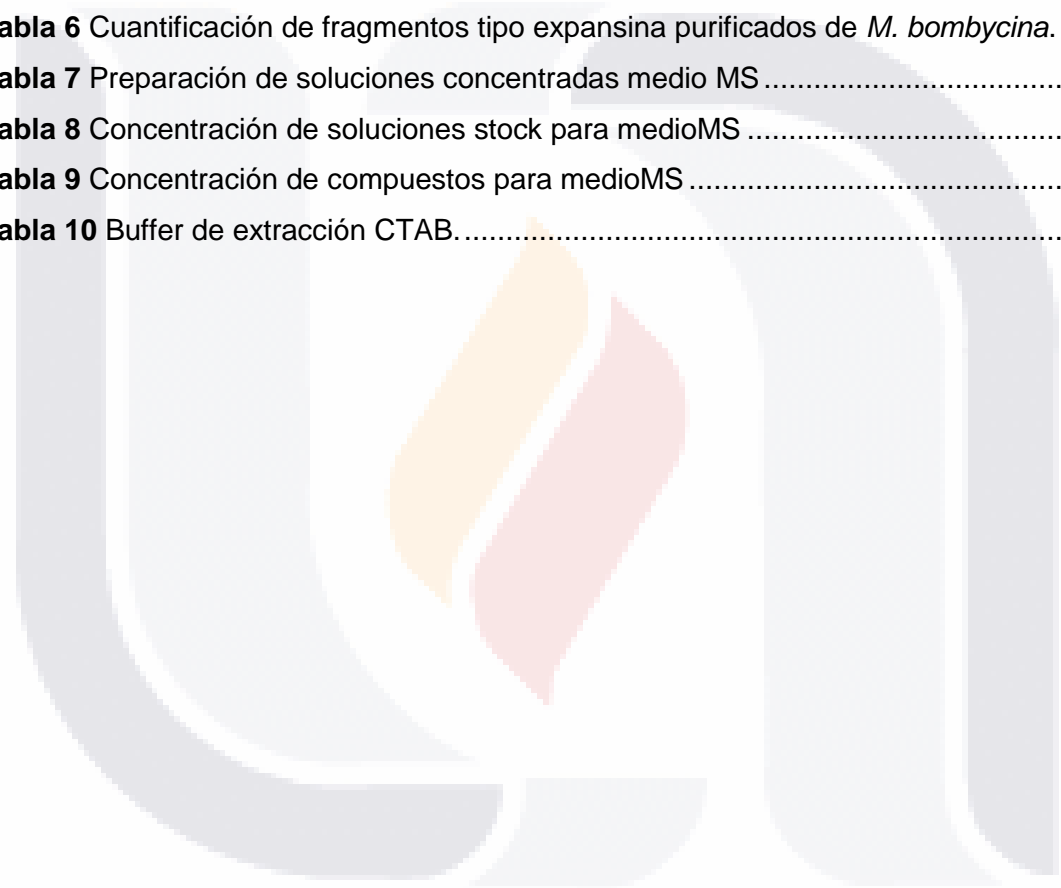 abla 6 Cuantificación de fragmentos tipo expansina purificados de M. bombycina.
abla 7 Preparación de soluciones concentradas medio MS....................................
abla 8 Concentración de soluciones stock para medioMS ......................................
abla 9 Concentración de compuestos para medioMS.............................................
abla 10 Buffer de extracción CTAB..........................................................................